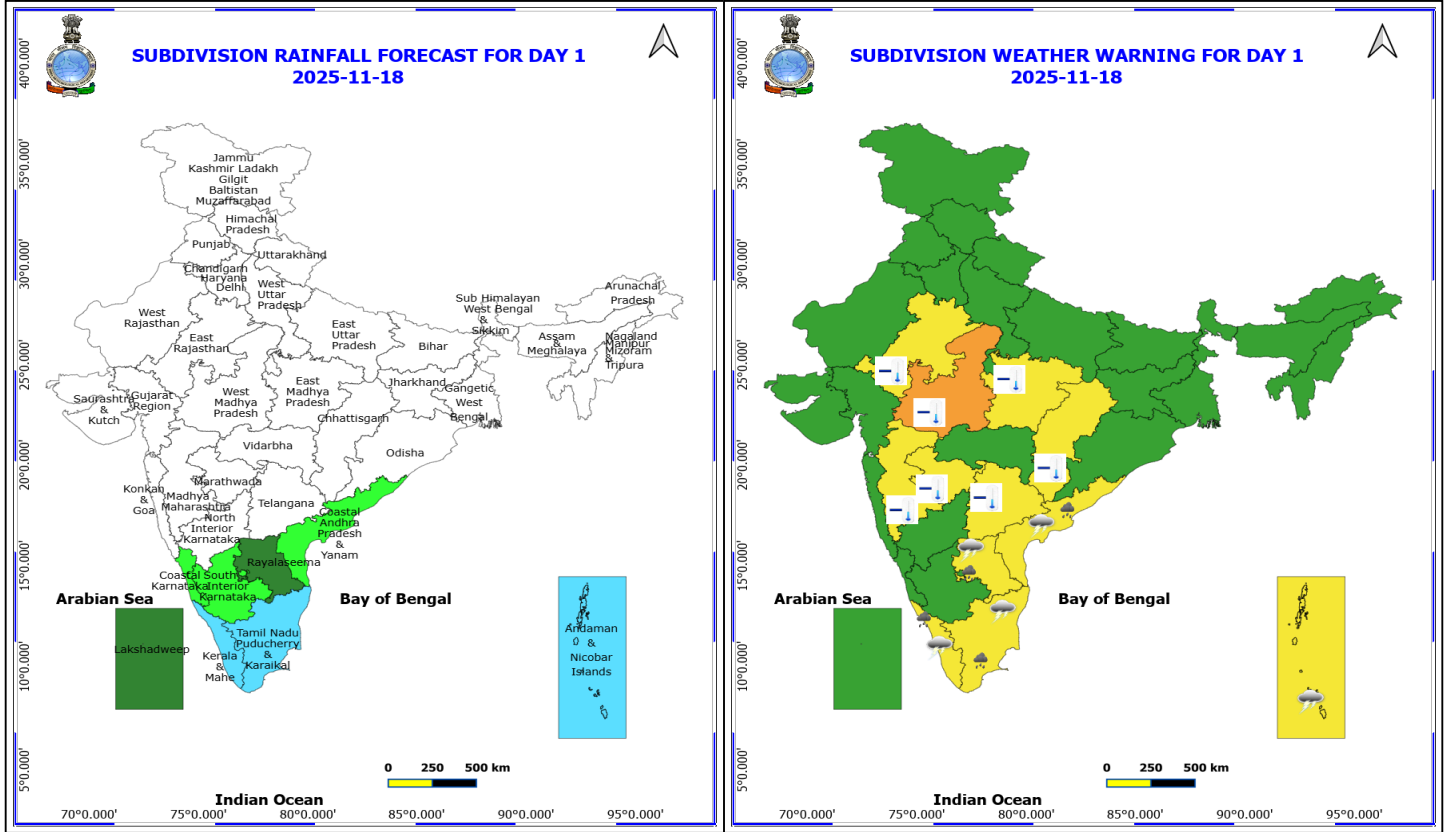 SUBDIVISION RAINFALL FORECAST FOR DAY 1
2025-11-18
40°0.000'
35°0.000'
30°0.000'
25°0.000'
20°0.000'
15°0.000'
10°0.000'
5°0.000'
Jammu
Kashmir Ladakh
Gilgit
Baltistan
Muzaffarabad
Himachal
Pradesh
Punjab
Uttarakhand
Chandigarh
Haryana
Delhi
West
Uttar
Pradesh
Arunachal
Pradesh
Sub Himalayan
West Bengal
&
Sikkim
West
Rajasthan
East
Rajasthan
East
Uttar
Pradesh
Bihar
Assam
&
Meghalaya
Nagaland
Manipur
Mizoram
&
Tripura
Saurashtra
&
Kutch
Gujarat
Region
West
Madhya
Pradesh
East
Madhya
Pradesh
Jharkhand
Gangetic
West
Bengal
Chhattisgarh
Vidarbha
Odisha
Konkan
&
Goa
Madhya
Maharashtra
Marathwada
Telangana
North
Interior
Karnataka
Coastal
Andhra
Pradesh
&
Yanam
Rayalaseema
Coastal
Karnataka
South
Interior
Karnataka
Arabian Sea
Bay of Bengal
Lakshadweep
Tamil Nadu
Puducherry
&
Karaikal
Kerala
&
Mahe
Andaman
&
Nicobar
Islands
0 250 500 km
Indian Ocean
70°0.000' 75°0.000' 80°0.000' 85°0.000' 90°0.000' 95°0.000'
SUBDIVISION WEATHER WARNING FOR DAY 1
2025-11-18
40°0.000'
35°0.000'
30°0.000'
25°0.000'
20°0.000'
15°0.000'
10°0.000'
5°0.000'
Arabian Sea
Bay of Bengal
0 250 500 km
Indian Ocean
70°0.000' 75°0.000' 80°0.000' 85°0.000' 90°0.000' 95°0.000'